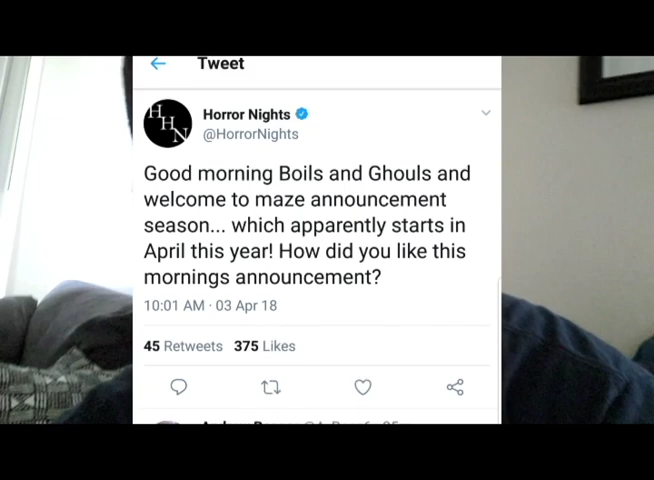 Tweet
HHN
Horror Nights
@HorrorNights
Good morning Boils and Ghouls and
welcome to maze announcement
season... which apparently starts in
April this year! How did you like this
mornings announcement?
10:01 AM · 03 Apr 18
45 Retweets 375 Likes